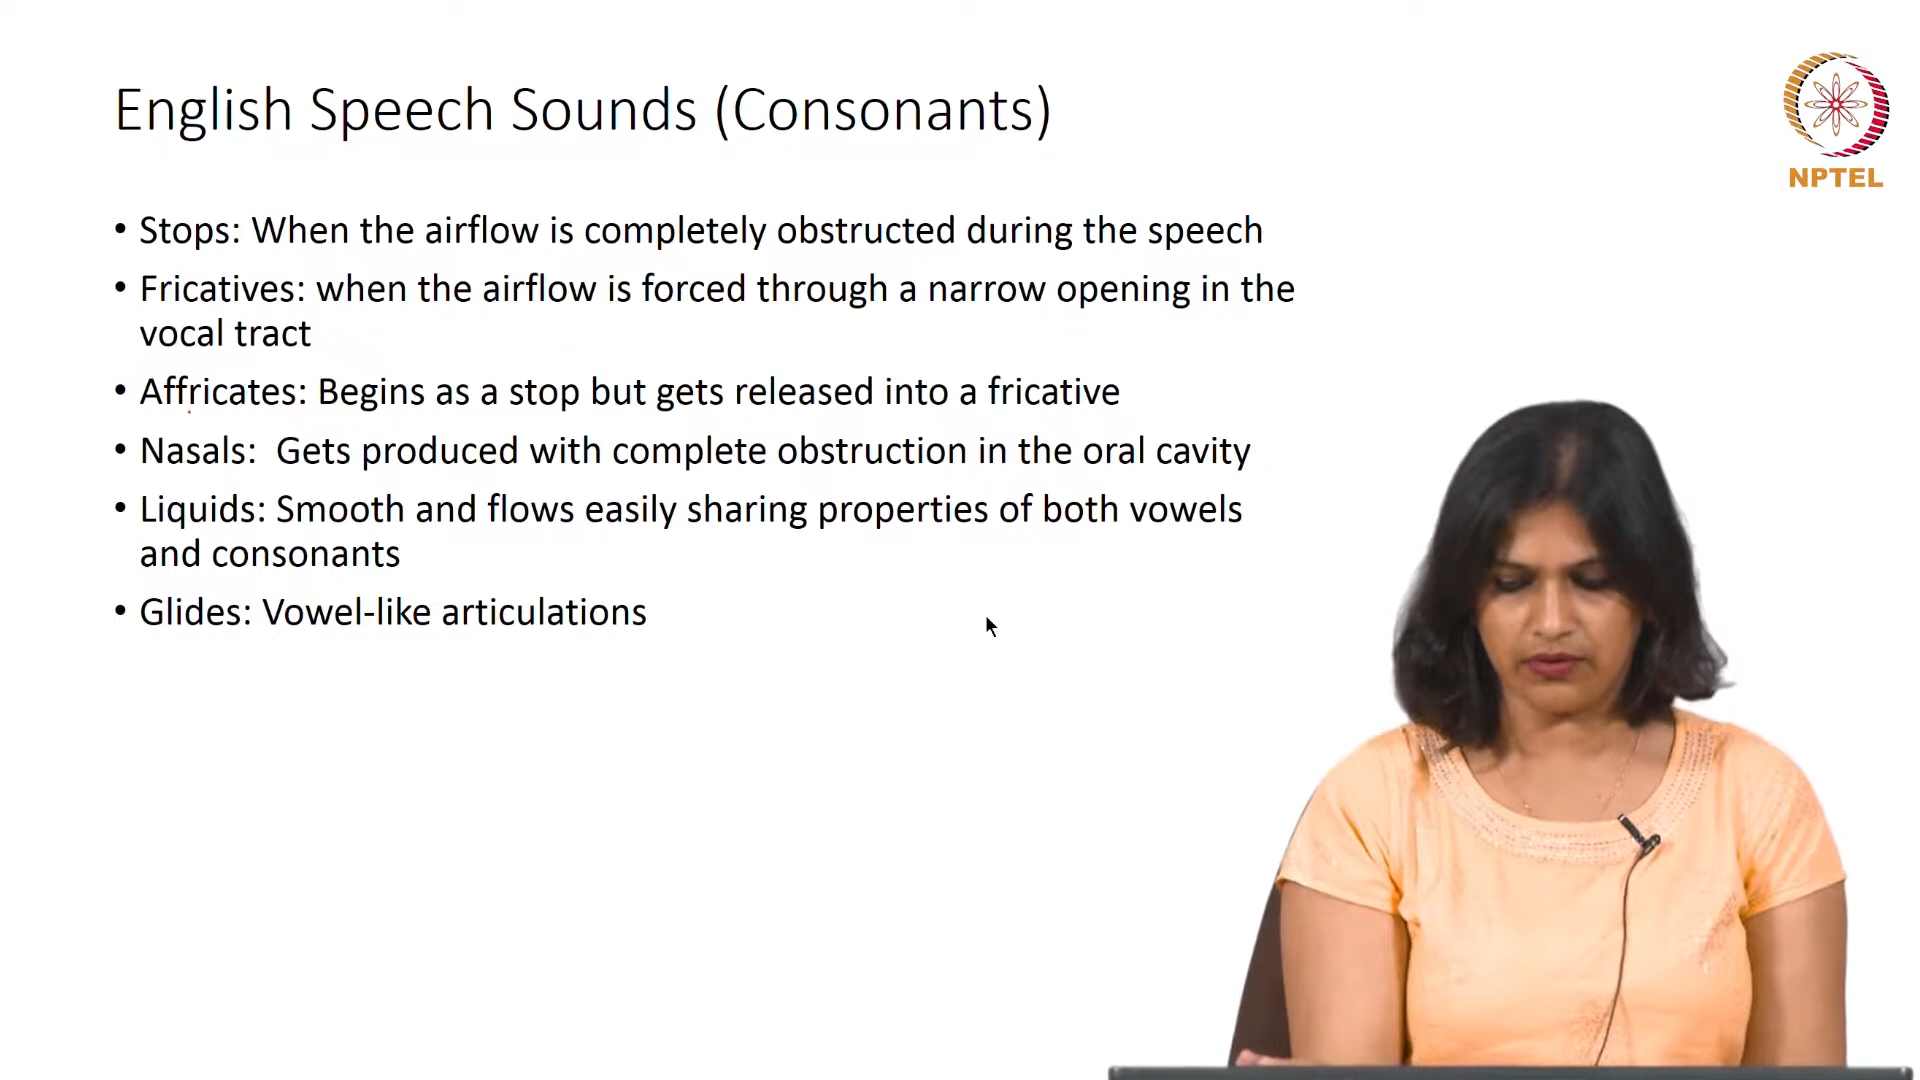 English Speech Sounds (Consonants)
NPTEL
• Stops: When the airflow is completely obstructed during the speech
• Fricatives: when the airflow is forced through a narrow opening in the
vocal tract
• Affricates: Begins as a stop but gets released into a fricative
• Nasals:  Gets produced with complete obstruction in the oral cavity
• Liquids: Smooth and flows easily sharing properties of both vowels
and consonants
• Glides: Vowel-like articulations